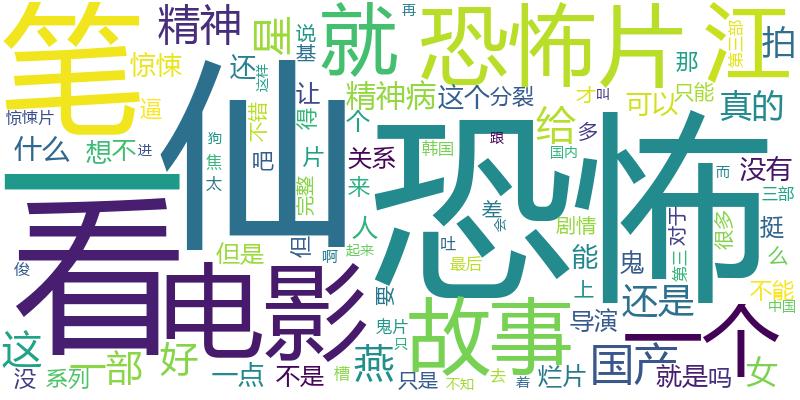 笔
精神
星
就
说
基
再
恐怖片
江
第三部
拍
惊悚
还
这样
那
惊悚片
逼
仙
不错
让
得
精神病
这个
分裂
给
才
叫
可以
只能
真的
什么
想不
进
狗
焦
太
吧
片
完整
个
关系
来
韩国
跟
国内
多
恐怖
而
没有
三部
一
看
电影
俊
但是
但
人
啊
起来
吐
最后
差
会
剧情
能
上
鬼
第三
对于
很多
挺
么
不能
中国
要
故事
导演
还是
一个
这
一部
好
燕
鬼片
只
国产
女
没
系列
一点
不是
槽
只是
不知
去
着
烂片
就是
吗